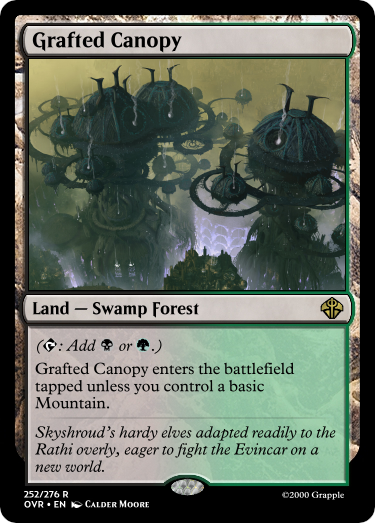 Grafted Canopy
Land — Swamp Forest
(: Add or .)
Grafted Canopy enters the battlefield
tapped unless you control a basic
Mountain.
Skyshroud's hardy elves adapted readily to the
Rathi overly, eager to fight the Evincar on a
new world.
252/276 R
OVR • EN Calder Moore
©2000 Grapple